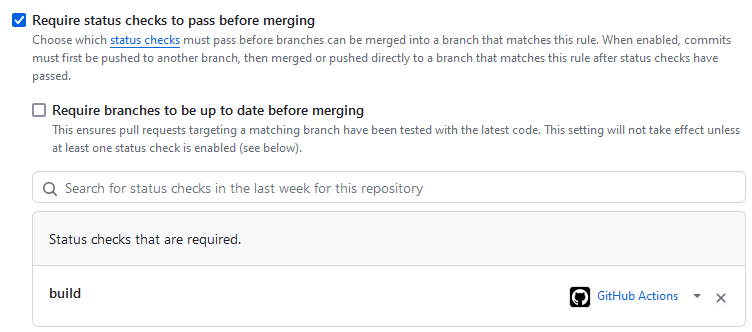 Require status checks to pass before merging
Choose which status checks must pass before branches can be merged into a branch that matches this rule. When enabled, commits
must first be pushed to another branch, then merged or pushed directly to a branch that matches this rule after status checks have
passed.
Require branches to be up to date before merging
This ensures pull requests targeting a matching branch have been tested with the latest code. This setting will not take effect unless
at least one status check is enabled (see below).
Search for status checks in the last week for this repository
Status checks that are required.
build GitHub Actions